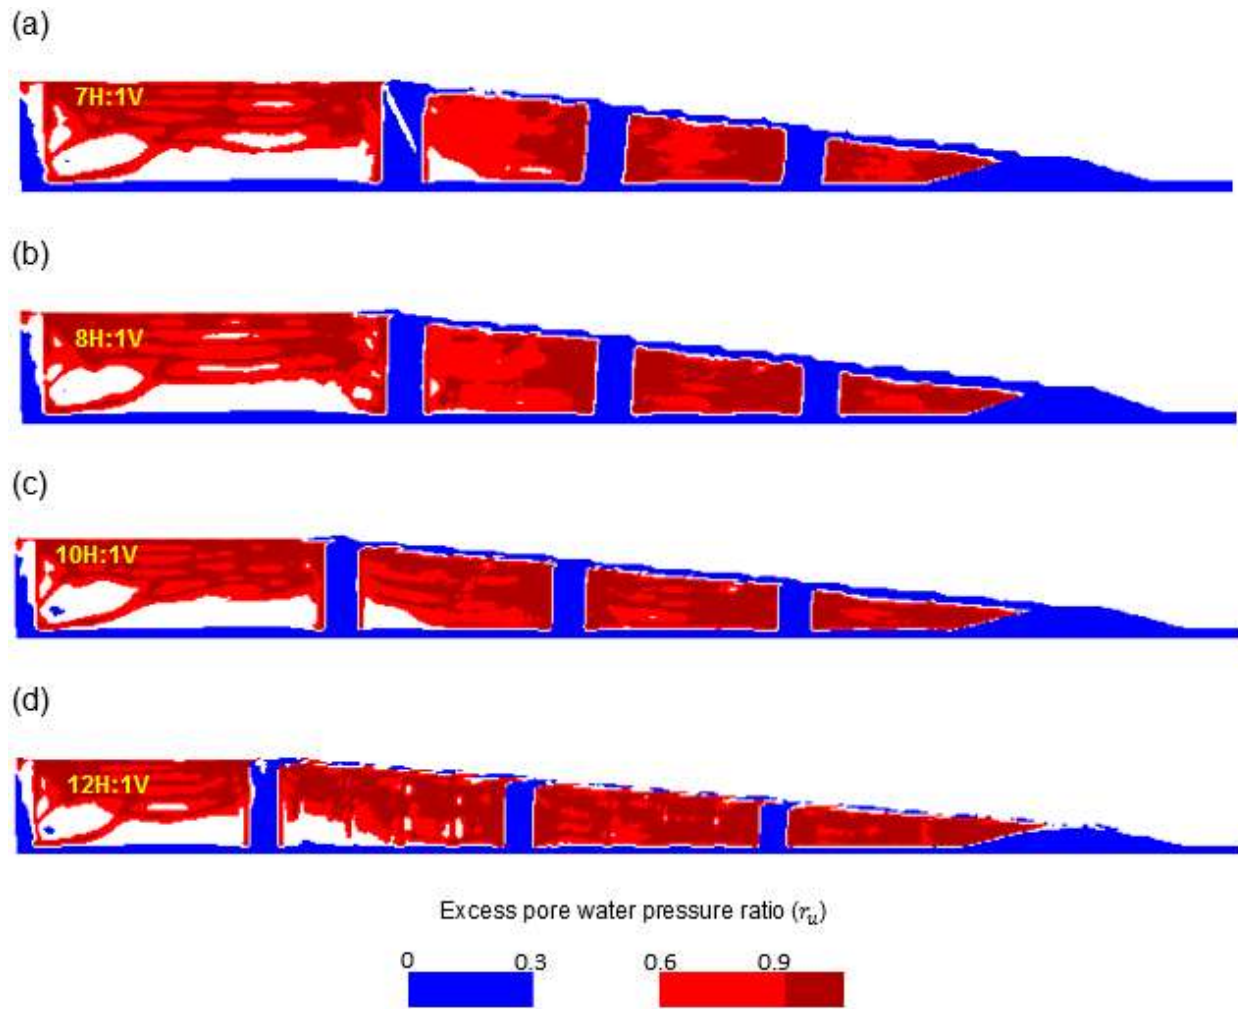 (a)
7H:1V
(b)
8H:1V
(c)
10H:1V
(d)
12H:1V
Excess pore water pressure ratio (r_u)
0 0.3 0.6 0.9